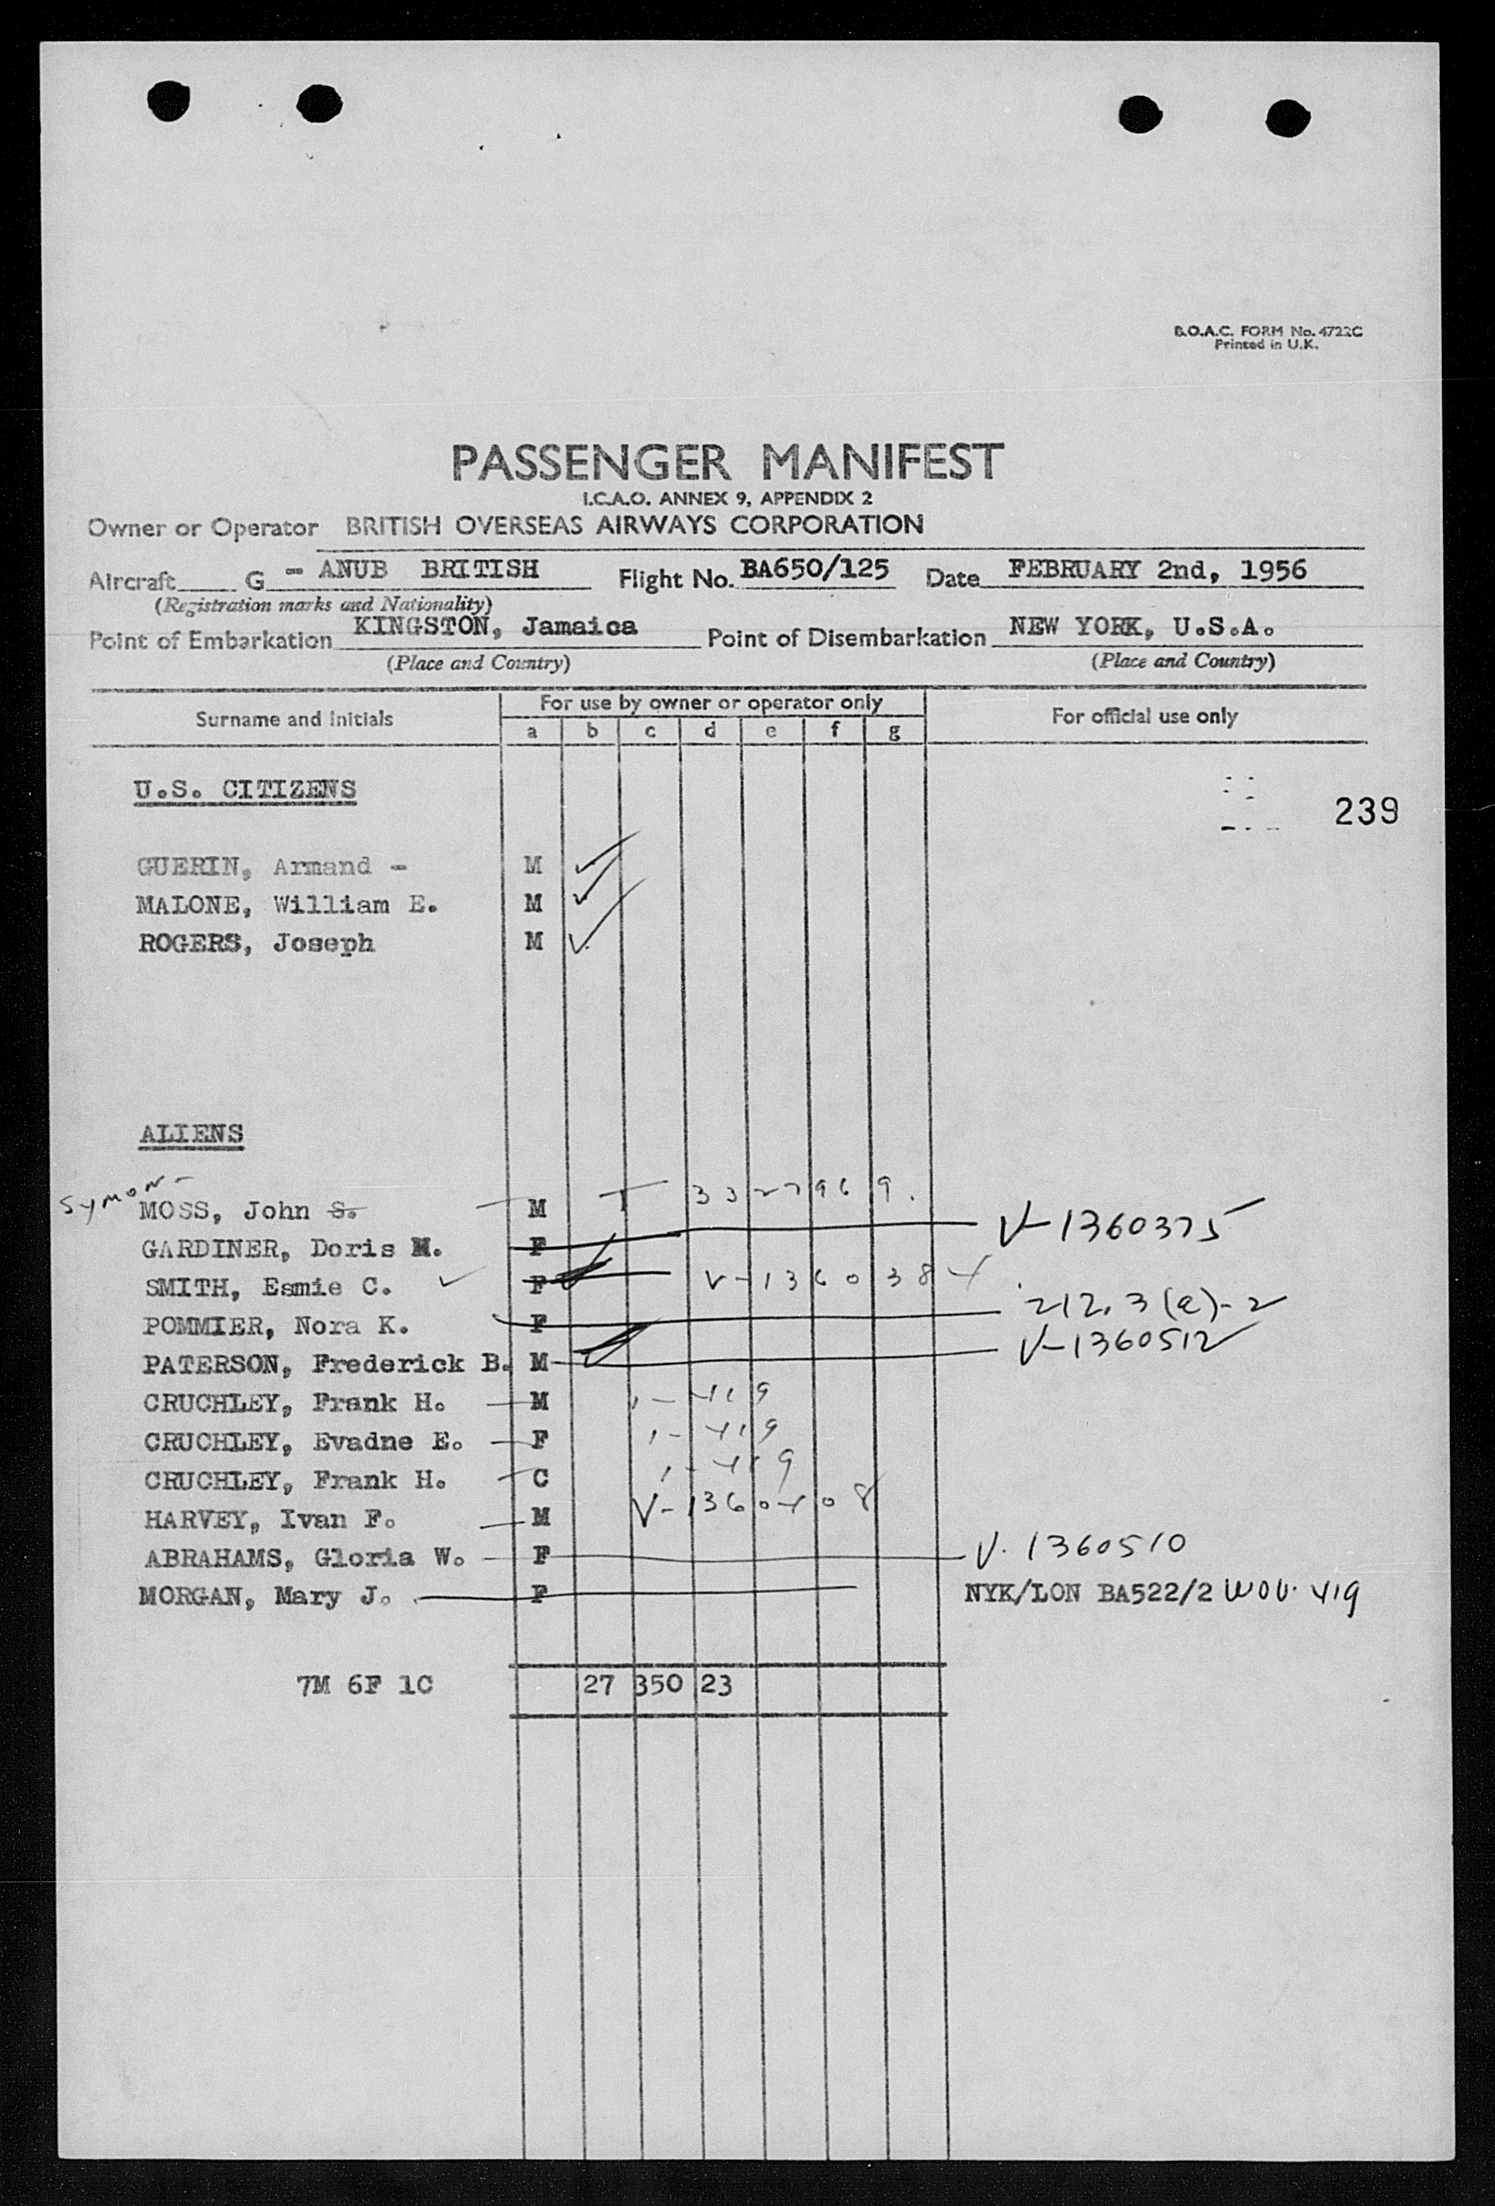 B.O.A.C. FORM No. 4722C
Printed in U.K.
PASSENGER MANIFEST
I.C.A.O. ANNEX 9, APPENDIX 2
Owner or Operator BRITISH OVERSEAS AIRWAYS CORPORATION
Aircraft G - ANUB BRITISH Flight No. BA650/125 Date FEBRUARY 2nd, 1956
(Registration marks and Nationality)
Point of Embarkation KINGSTON, Jamaica Point of Disembarkation NEW YORK, U.S.A.
(Place and Country) (Place and Country)
Surname and Initials For use by owner or operator only For official use only
a b c d e f g
U.S. CITIZENS
239
GUERIN, Armand - M
MALONE, William E. M
ROGERS, Joseph M
ALIENS
Symon
MOSS, John S. M T 3327969.
GARDINER, Doris M. F V-1360375
SMITH, Esmie C. F V-1360384
POMMIER, Nora K. F 212.3(a)-2
PATERSON, Frederick B. M V-1360512
CRUCHLEY, Frank H. M 1-419
CRUCHLEY, Evadne E. F 1-419
CRUCHLEY, Frank H. C 1-419
HARVEY, Ivan F. M V-1360408
ABRAHAMS, Gloria W. F V. 1360510
MORGAN, Mary J. F NYK/LON BA522/2 WOV. 419
7M 6F 1C 27 350 23